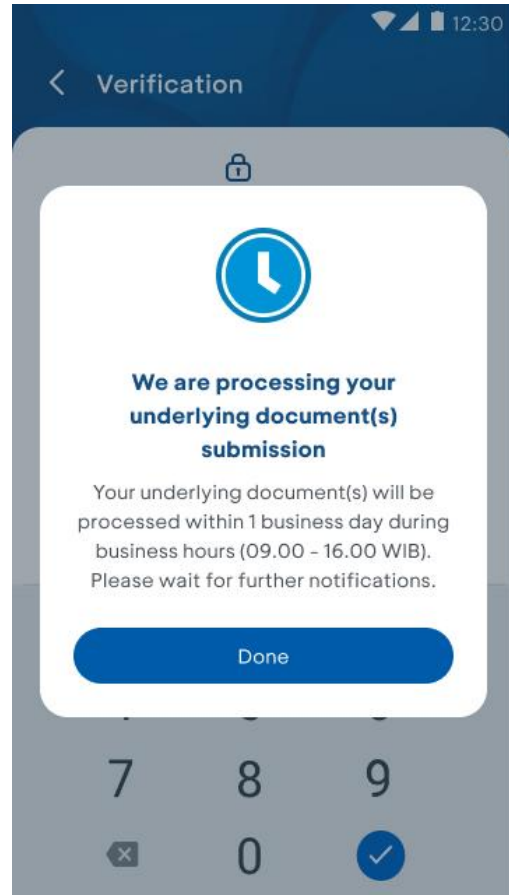 12:30
Verification
We are processing your
underlying document(s)
submission
Your underlying document(s) will be
processed within 1 business day during
business hours (09.00 - 16.00 WIB).
Please wait for further notifications.
Done
7 8 9
0